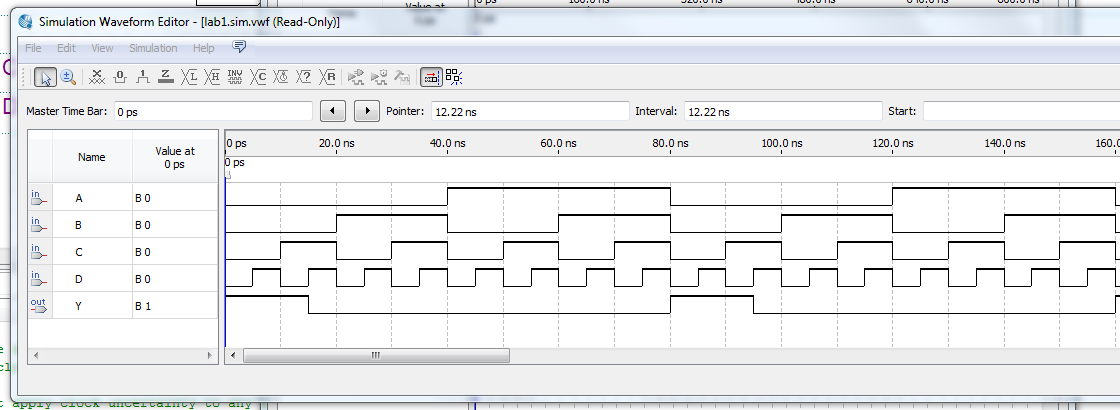 Value at
0 ps
Simulation Waveform Editor - [lab1.sim.vwf (Read-Only)]
File Edit View Simulation Help
Master Time Bar: 0 ps Pointer: 12.22 ns Interval: 12.22 ns Start:
Name Value at
0 ps
0 ps 20.0 ns 40.0 ns 60.0 ns 80.0 ns 100.0 ns 120.0 ns 140.0 ns 160.
0 ps
in A B 0
in B B 0
in C B 0
in D B 0
out Y B 1
t apply clock uncertainty to any